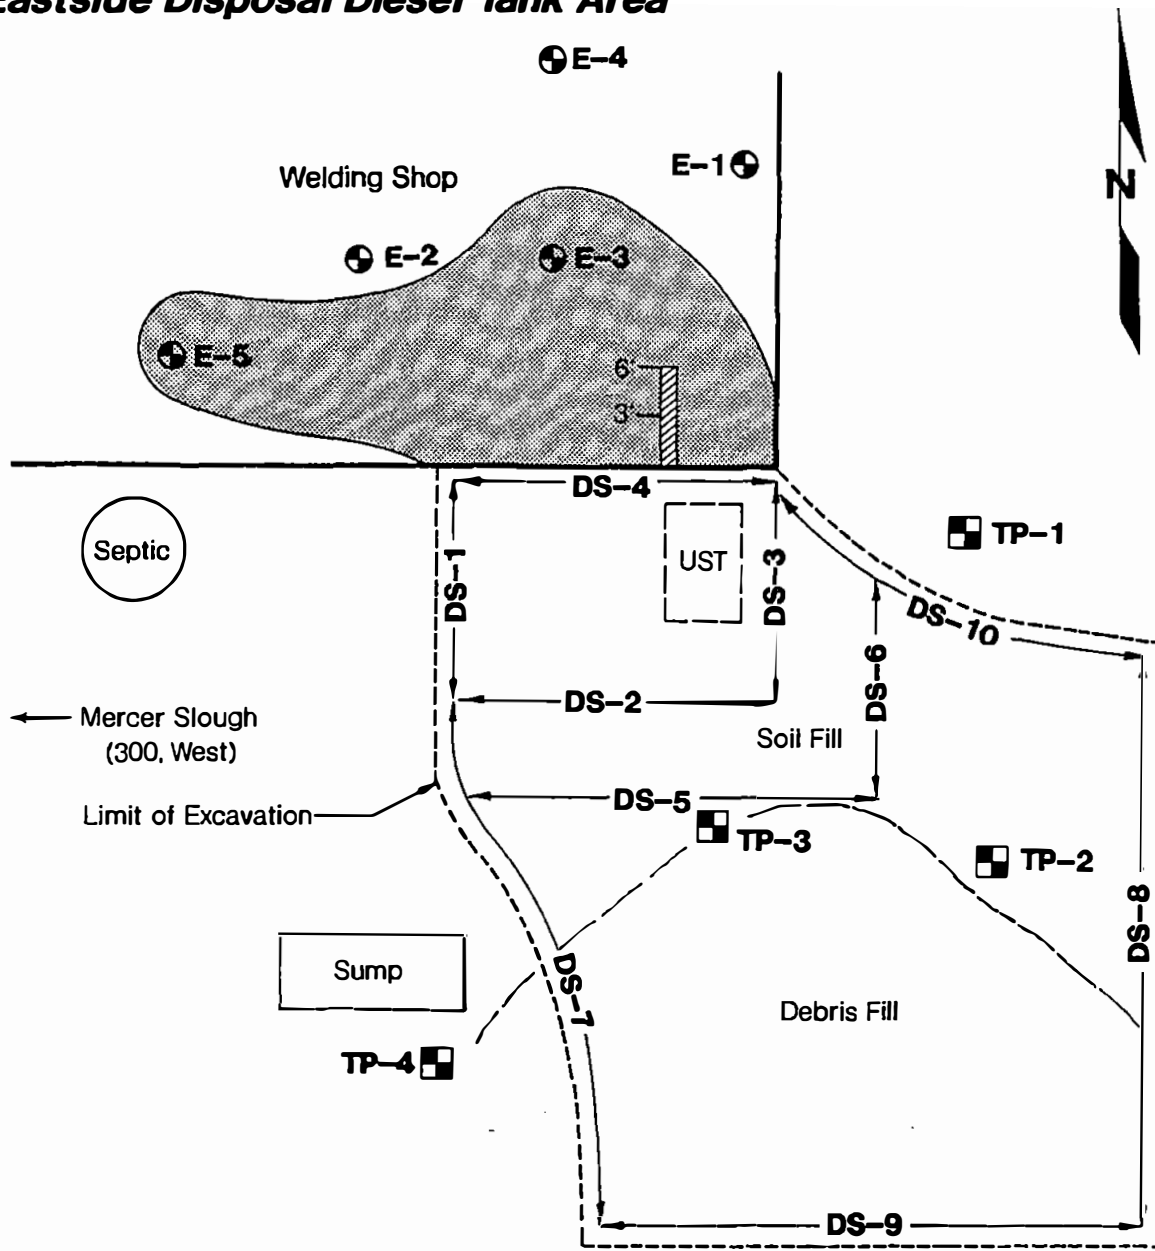 Eastside Disposal Diesel Tank Area
E-4
E-1
Welding Shop
N
E-2
E-3
E-5
6'
3'
DS-4
Septic
UST
TP-1
DS-1
DS-3
DS-10
DS-6
DS-2
Mercer Slough
(300, West)
Soil Fill
Limit of Excavation
DS-5
TP-3
TP-2
DS-8
Sump
DS-7
Debris Fill
TP-4
DS-9